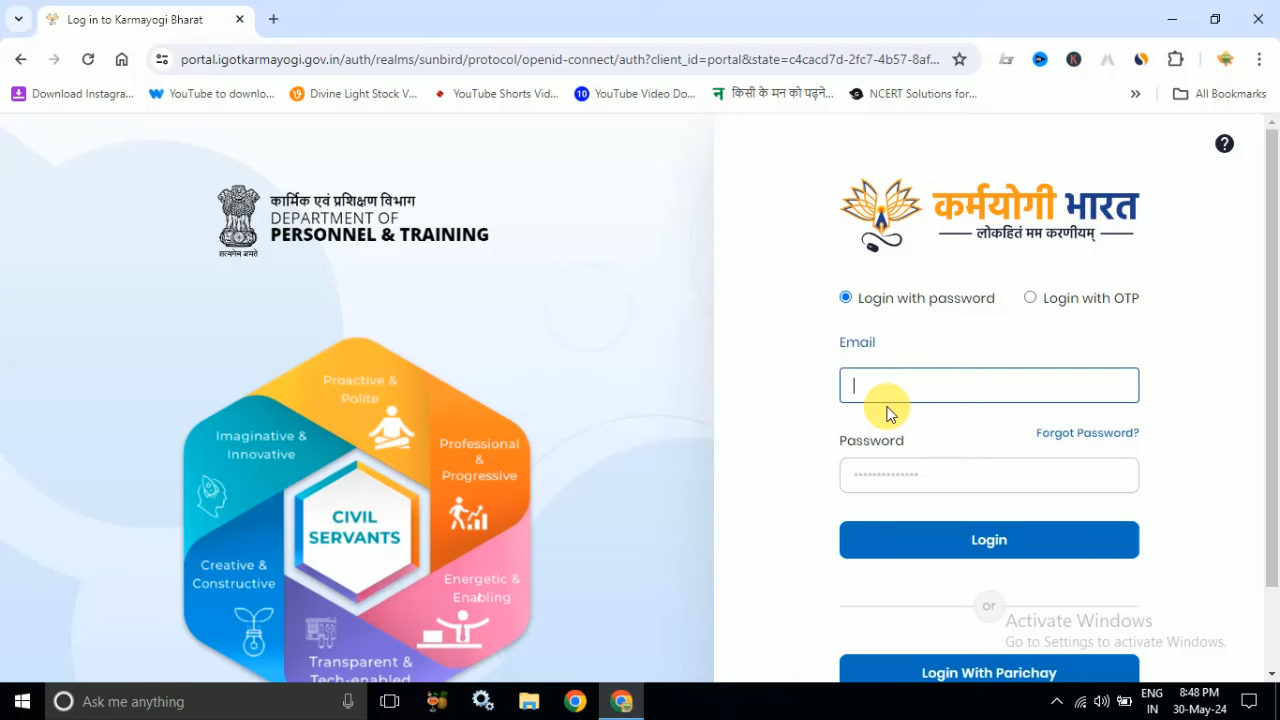 Log in to Karmayogi Bharat
portal.igotkarmayogi.gov.in/auth/realms/sunbird/protocol/openid-connect/auth?client_id=portal&state=c4cacd7d-2fc7-4b57-8af...
Download Instagra...
YouTube to downlo...
Divine Light Stock V...
YouTube Shorts Vid...
10 YouTube Video Do...
न किसी के मन को पढ़ने...
NCERT Solutions for...
All Bookmarks
कार्मिक एवं प्रशिक्षण विभाग
DEPARTMENT OF
PERSONNEL & TRAINING
सत्यमेव जयते
Proactive &
Polite
Imaginative &
Innovative
Professional
&
Progressive
CIVIL
SERVANTS
Creative &
Constructive
Energetic &
Enabling
Transparent &
Tech-enabled
?
कर्मयोगी भारत
लोकहितं मम करणीयम्
Login with password
Login with OTP
Email
Password
Forgot Password?
Login
or
Activate Windows
Go to Settings to activate Windows.
Login With Parichay
Ask me anything
ENG
IN
8:48 PM
30-May-24